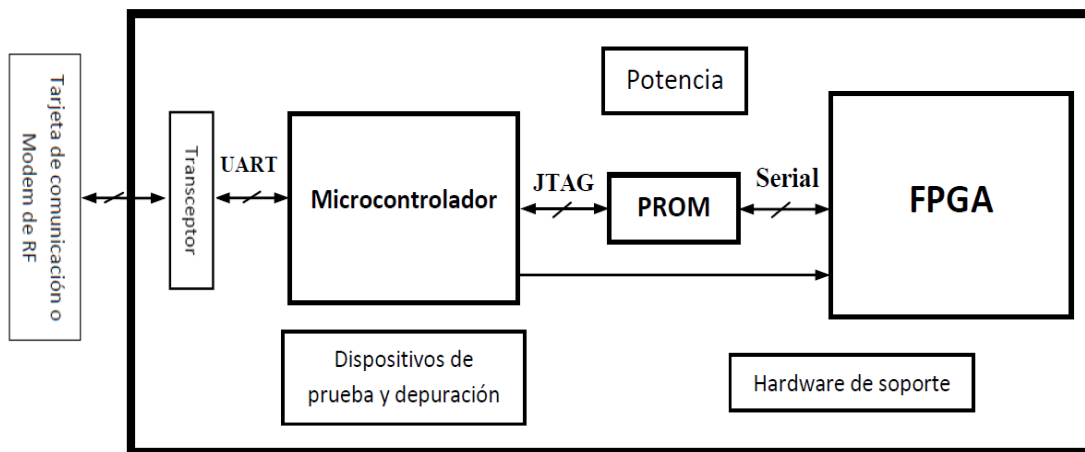 Tarjeta de comunicación o
Modem de RF
Transceptor
UART
Microcontrolador
JTAG
PROM
Serial
FPGA
Potencia
Dispositivos de
prueba y depuración
Hardware de soporte